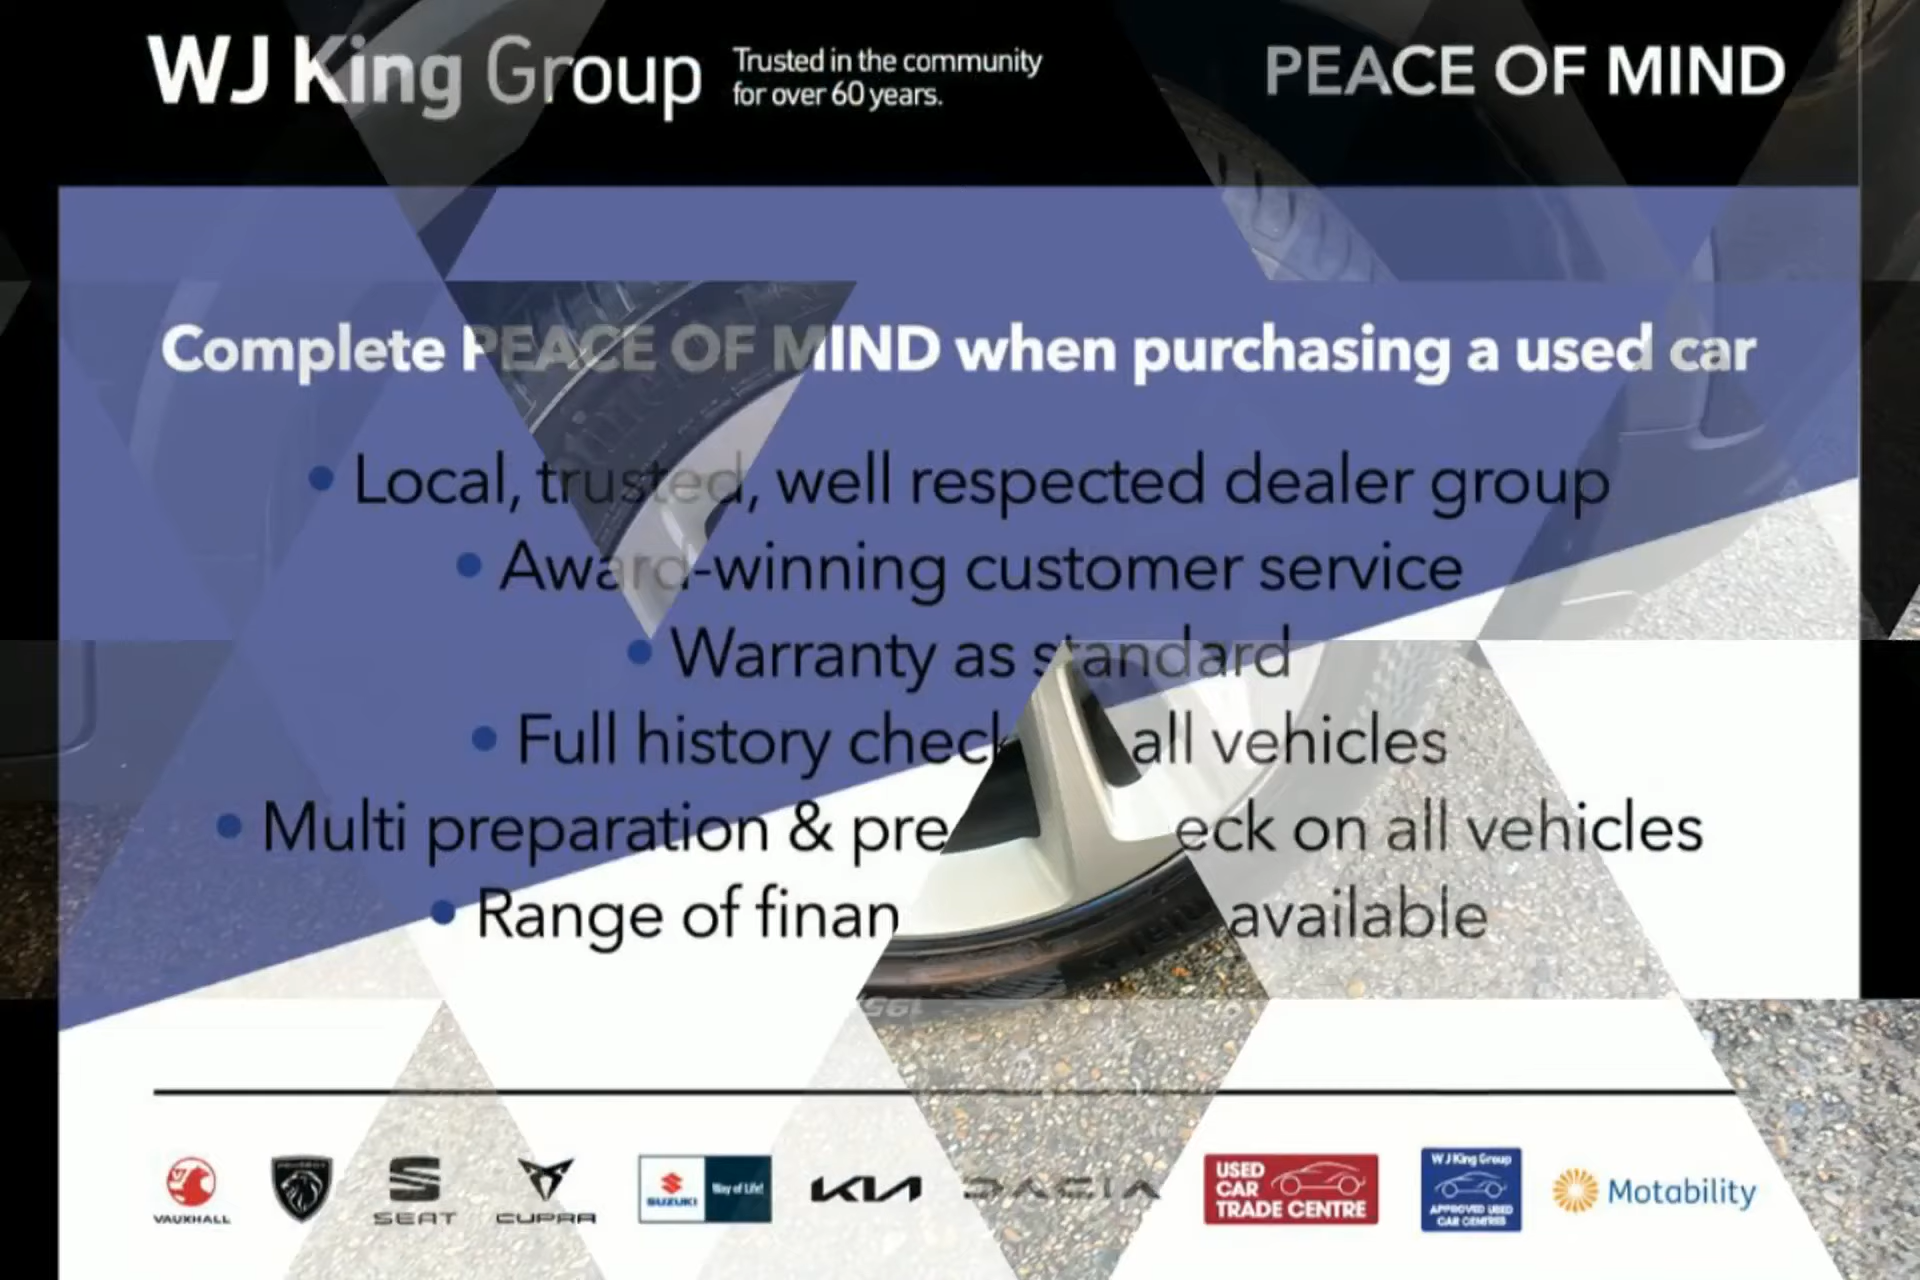 WJ King Group
Trusted in the community
for over 60 years.
PEACE OF MIND
Complete PEACE OF MIND when purchasing a used car
• Local, trusted, well respected dealer group
• Award-winning customer service
• Warranty as standard
• Full history check all vehicles
• Multi preparation & pre eck on all vehicles
• Range of finan available
VAUXHALL
PEUGEOT
SEAT
CUPRA
SUZUKI
Way of Life!
KIA
DACIA
USED
CAR
TRADE CENTRE
WJ King Group
APPROVED USED
CAR CENTRES
Motability
195